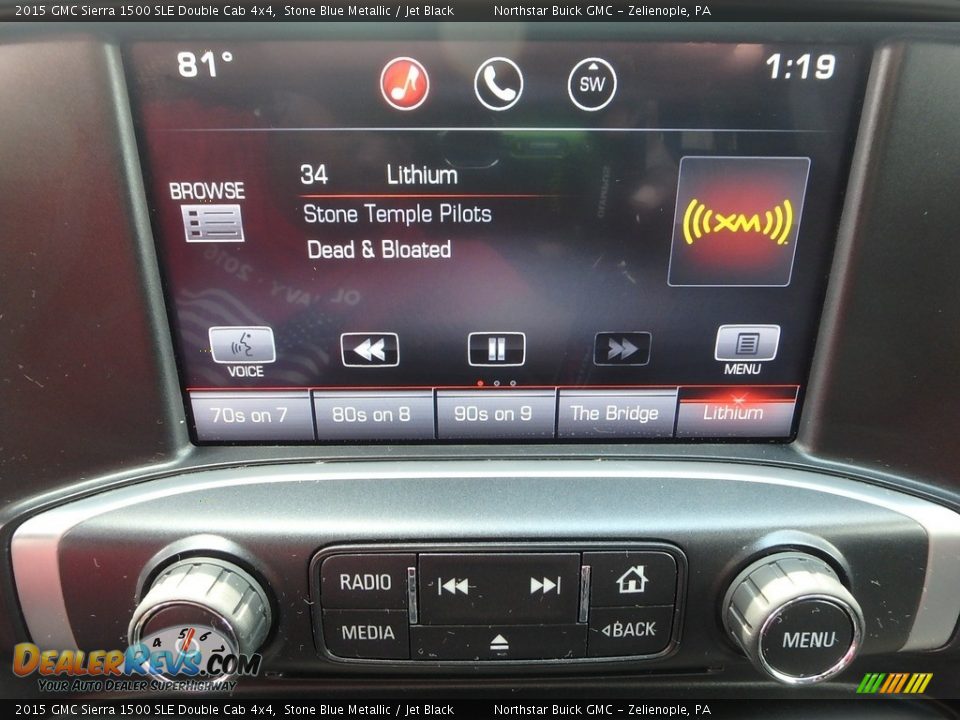 2015 GMC Sierra 1500 SLE Double Cab 4x4, Stone Blue Metallic / Jet Black Northstar Buick GMC - Zelienople, PA
81° SW 1:19
34 Lithium
BROWSE
Stone Temple Pilots
Dead & Bloated
XM
VOICE
MENU
70s on 7 80s on 8 90s on 9 The Bridge Lithium
RADIO
MEDIA
BACK
MENU
4 5 6
DEALERREVS.COM
YOUR AUTO DEALER SUPERHIGHWAY
2015 GMC Sierra 1500 SLE Double Cab 4x4, Stone Blue Metallic / Jet Black Northstar Buick GMC - Zelienople, PA